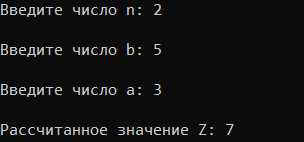 Введите число n: 2
Введите число b: 5
Введите число a: 3
Рассчитанное значение Z: 7